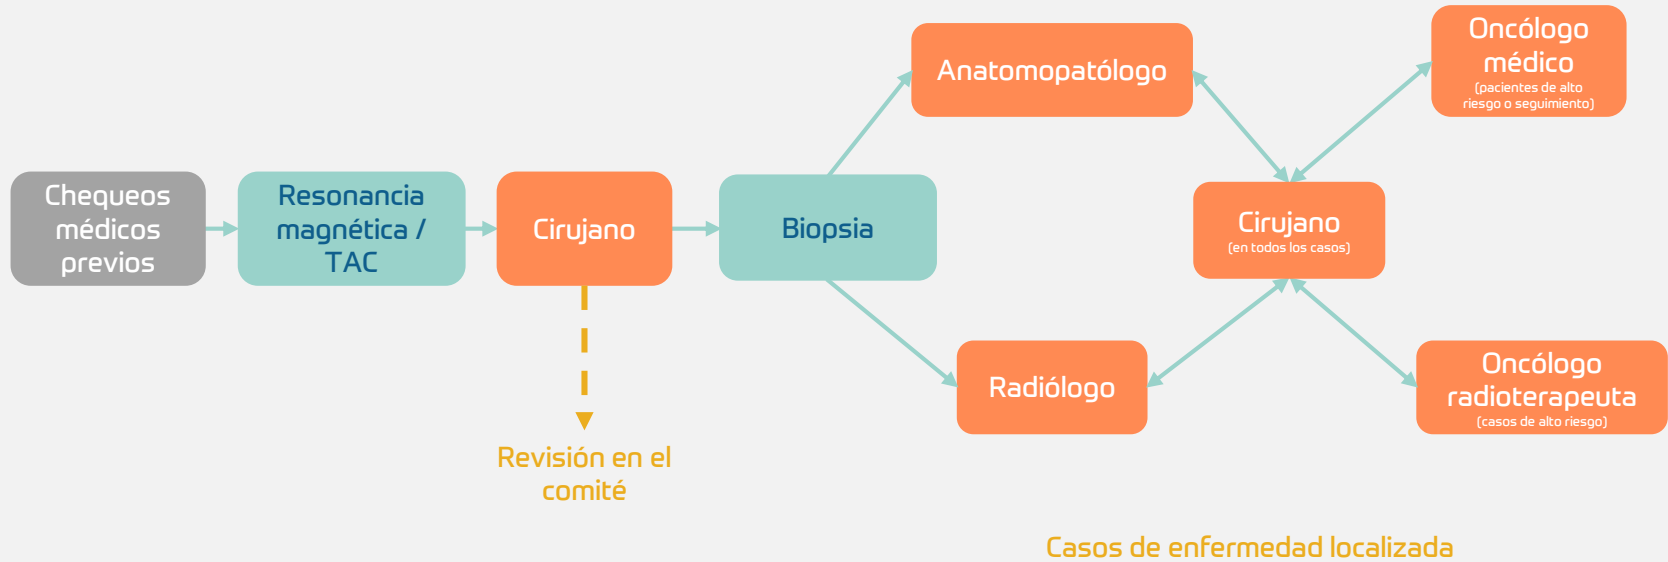 Chequeos
médicos
previos
Resonancia
magnética /
TAC
Cirujano
Revisión en el
comité
Biopsia
Anatomopatólogo
Radiólogo
Cirujano
(en todos los casos)
Oncólogo
médico
(pacientes de alto
riesgo o seguimiento)
Oncólogo
radioterapeuta
(casos de alto riesgo)
Casos de enfermedad localizada